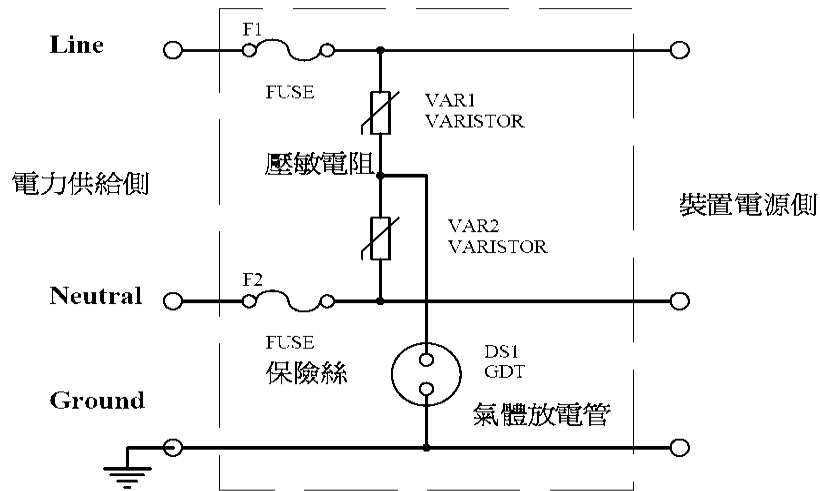 Line
F1
FUSE
VAR1
VARISTOR
壓敏電阻
電力供給側
裝置電源側
VAR2
VARISTOR
Neutral
F2
FUSE
保險絲
DS1
GDT
Ground
氣體放電管